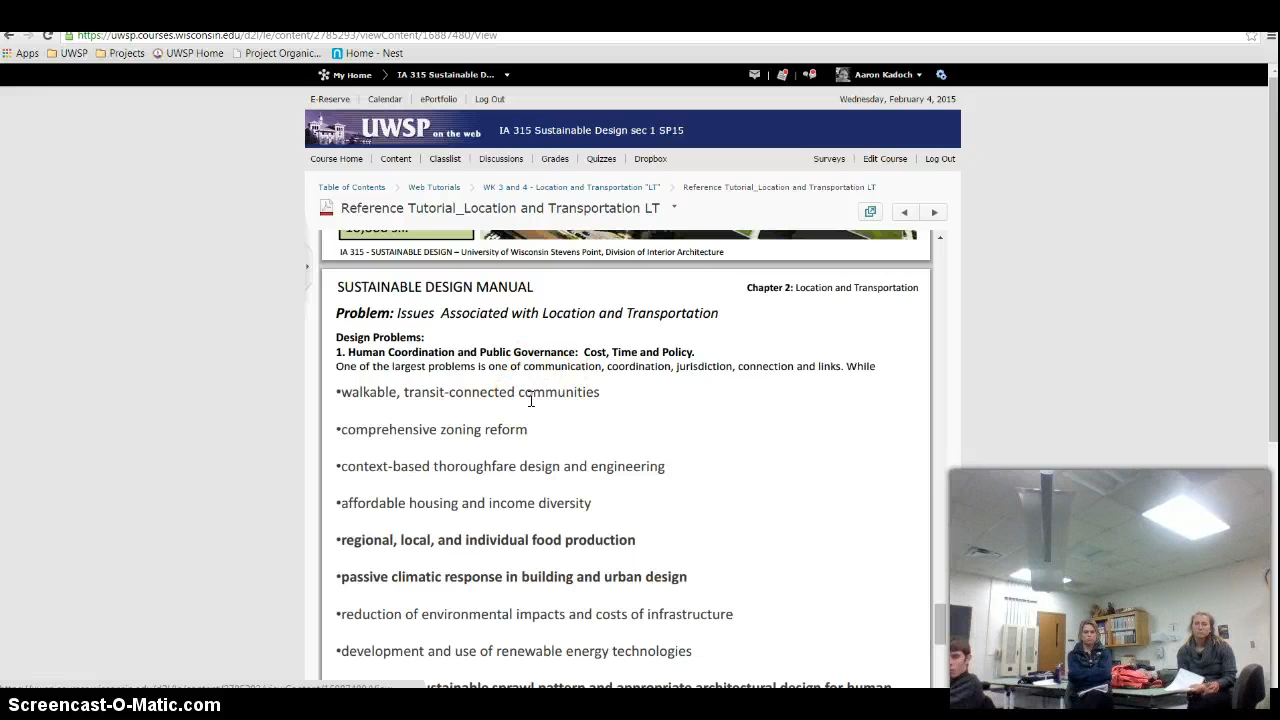 https://uwsp.courses.wisconsin.edu/d2l/le/content/2785293/viewContent/16887480/View
Apps UWSP Projects UWSP Home Project Organic... Home - Nest
My Home IA 315 Sustainable D... Aaron Kadoch
E-Reserve Calendar ePortfolio Log Out Wednesday, February 4, 2015
UWSP on the web IA 315 Sustainable Design sec 1 SP15
Course Home Content Classlist Discussions Grades Quizzes Dropbox Surveys Edit Course Log Out
Table of Contents Web Tutorials WK 3 and 4 - Location and Transportation "LT" Reference Tutorial_Location and Transportation LT
Reference Tutorial_Location and Transportation LT
IA 315 - SUSTAINABLE DESIGN – University of Wisconsin Stevens Point, Division of Interior Architecture
SUSTAINABLE DESIGN MANUAL Chapter 2: Location and Transportation
Problem: Issues Associated with Location and Transportation
Design Problems:
1. Human Coordination and Public Governance: Cost, Time and Policy.
One of the largest problems is one of communication, coordination, jurisdiction, connection and links. While
•walkable, transit-connected communities
•comprehensive zoning reform
•context-based thoroughfare design and engineering
•affordable housing and income diversity
•regional, local, and individual food production
•passive climatic response in building and urban design
•reduction of environmental impacts and costs of infrastructure
•development and use of renewable energy technologies
sustainable sprawl pattern and appropriate architectural design for human
Screencast-O-Matic.com